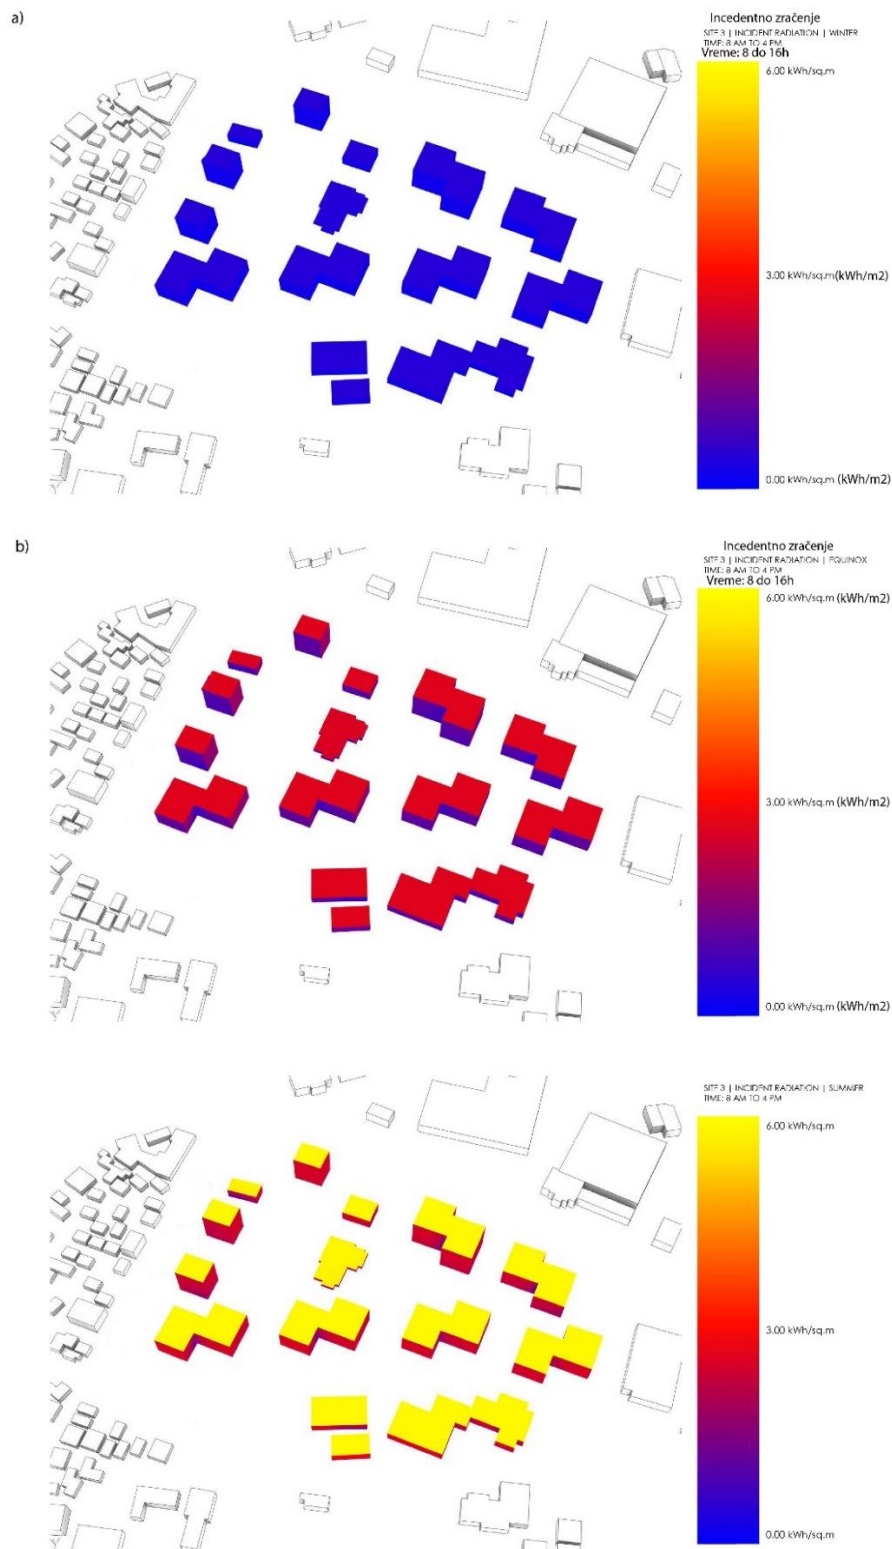 a)
Incedentno zračenje
SITE 3 | INCIDENT RADIATION | WINTER
TIME: 8 AM TO 4 PM
Vreme: 8 do 16h
6.00 kWh/sq.m (kWh/m2)
3.00 kWh/sq.m (kWh/m2)
0.00 kWh/sq.m (kWh/m2)
b)
Incedentno zračenje
SITE 3 | INCIDENT RADIATION | EQUINOX
TIME: 8 AM TO 4 PM
Vreme: 8 do 16h
6.00 kWh/sq.m (kWh/m2)
3.00 kWh/sq.m (kWh/m2)
0.00 kWh/sq.m (kWh/m2)
SITE 3 | INCIDENT RADIATION | SUMMER
TIME: 8 AM TO 4 PM
6.00 kWh/sq.m
3.00 kWh/sq.m
0.00 kWh/sq.m